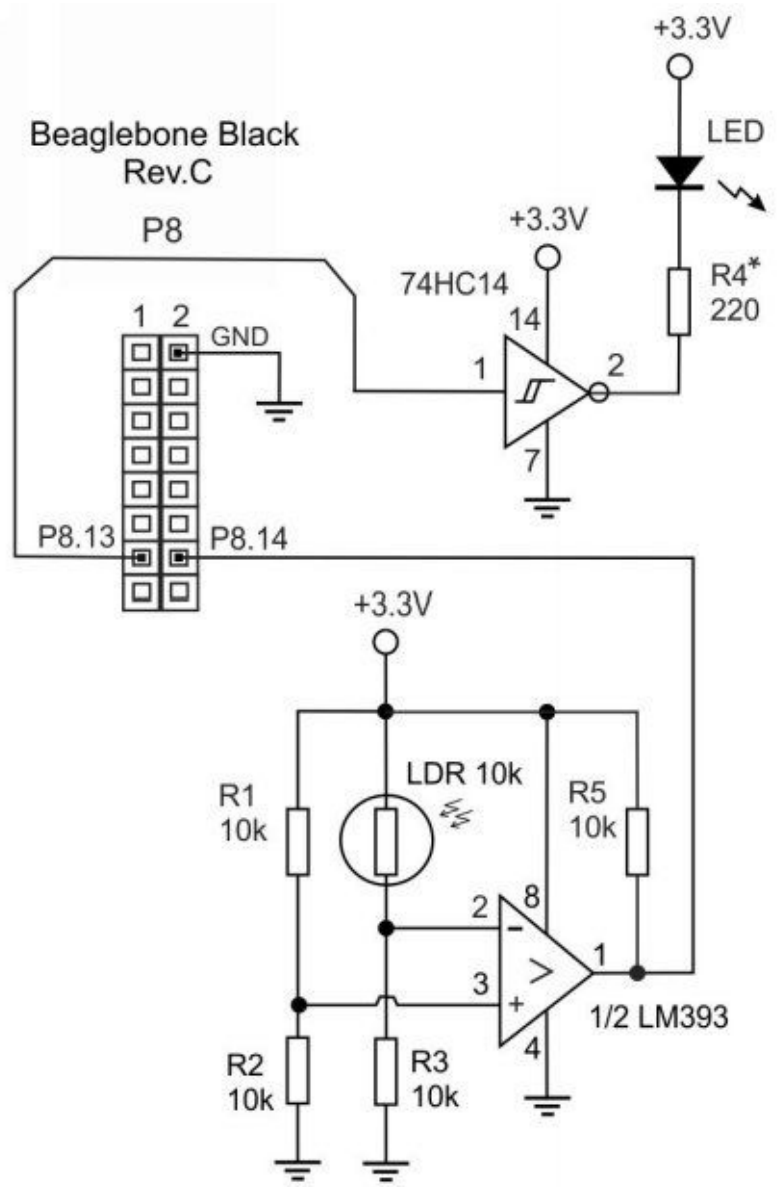 +3.3V
Beaglebone Black
Rev.C
LED
P8
+3.3V
74HC14
R4*
220
14
1 2
GND
1
2
7
P8.13
P8.14
+3.3V
LDR 10k
R1
10k
R5
10k
8
2
-
1
3
>
+
1/2 LM393
4
R2
10k
R3
10k